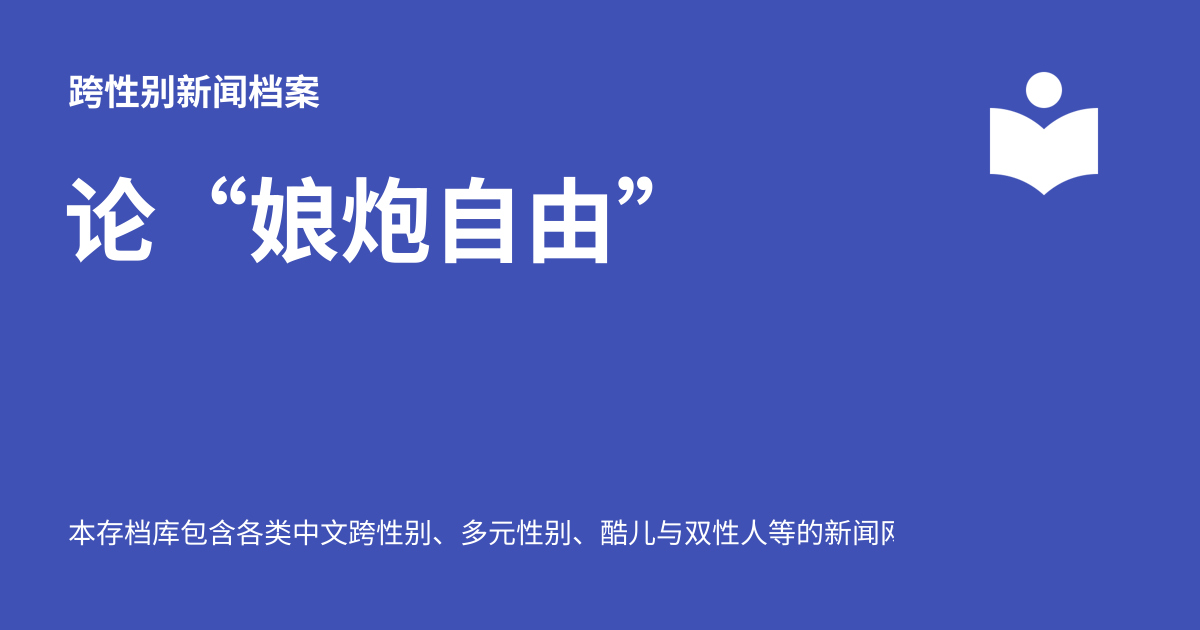 跨性别新闻档案
论 “娘炮自由”
本存档库包含各类中文跨性别、多元性别、酷儿与双性人等的新闻